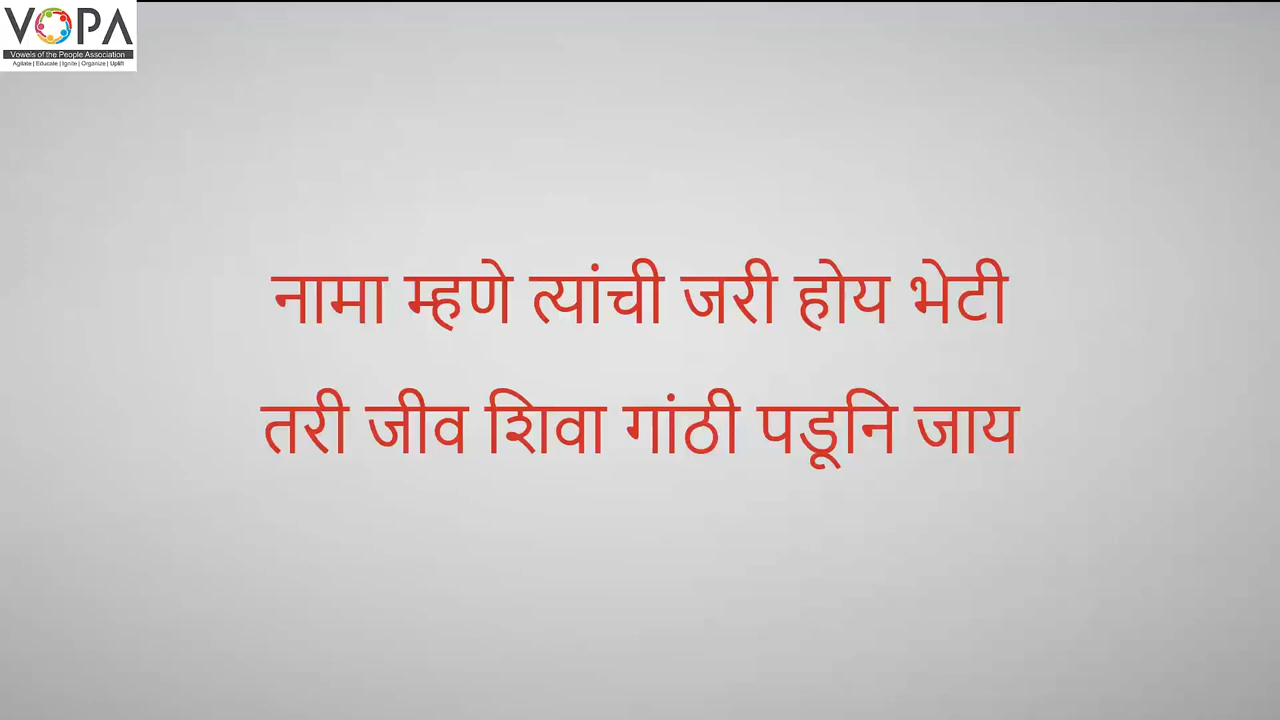 VOPA
Vowels of the People Association
Agitate | Educate | Ignite | Organize | Uplift
नामा म्हणे त्यांची जरी होय भेटी
तरी जीव शिवा गांठी पडूनि जाय